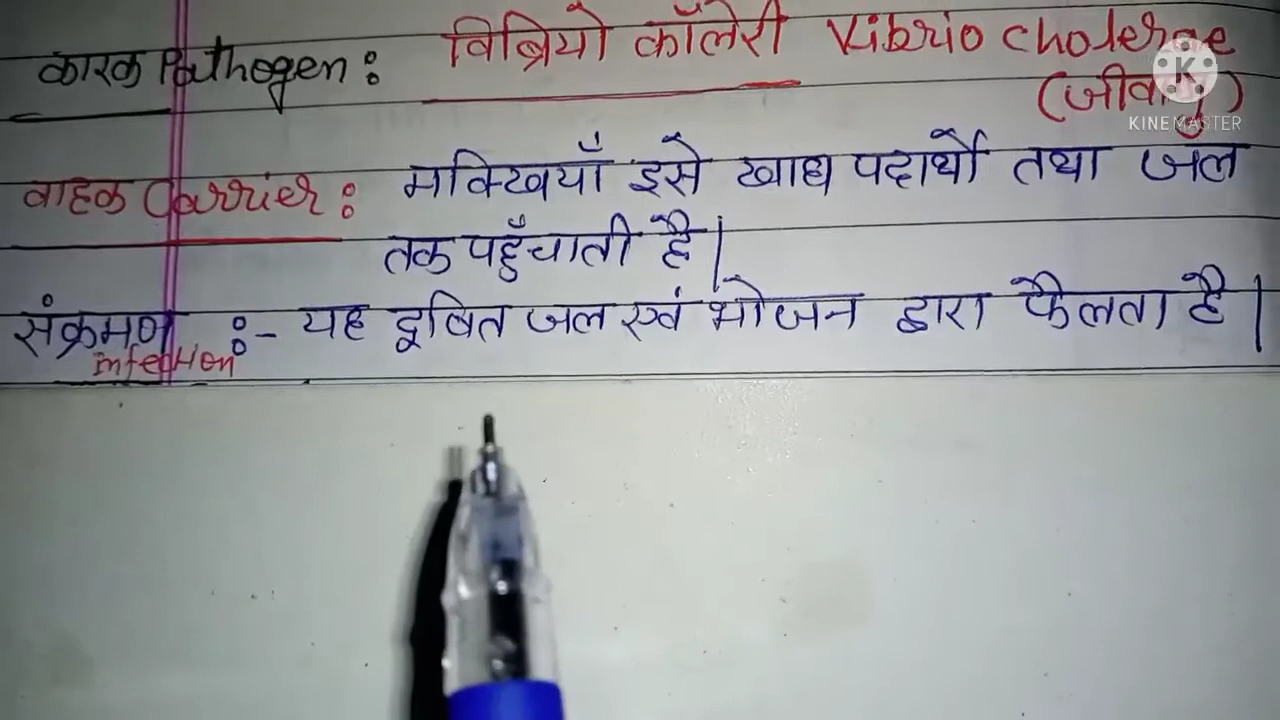 कारक Pathogen : विब्रियो कॉलेरी Vibrio cholerae
(जीवाणु)
KINEMASTER
वाहक Carrier : मक्खियाँ इसे खाद्य पदार्थों तथा जल
तक पहुँचाती है।
संक्रमण :- यह दूषित जल एवं भोजन द्वारा फैलता है।
infection